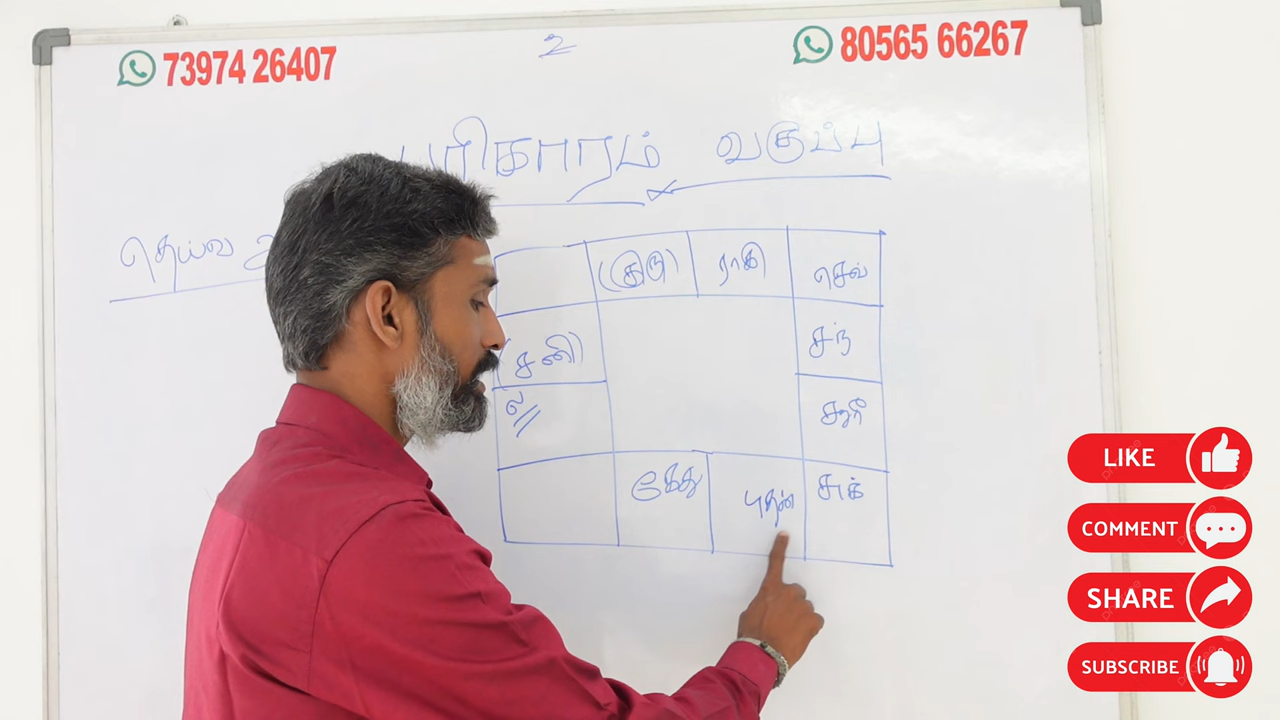 73974 26407
2
80565 66267
பரிகாரம் வகுப்பு
தெய்வ
(குரு) ராகு செவ்
(சனி) சந்
ல// சூரி
கேது புதன் சுக்
LIKE
COMMENT
SHARE
SUBSCRIBE